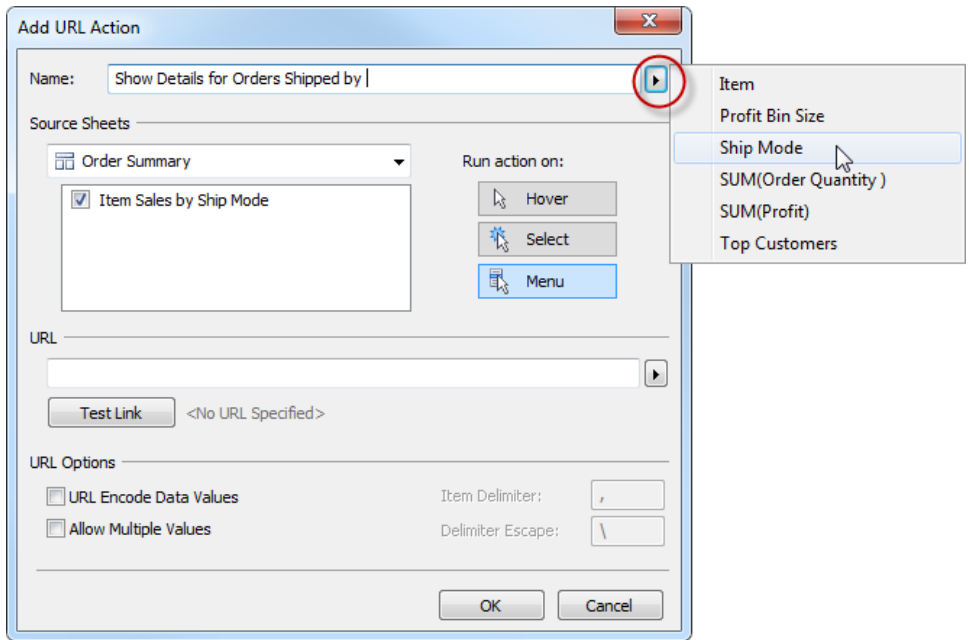 Add URL Action
Name:
Show Details for Orders Shipped by
Item
Profit Bin Size
Ship Mode
SUM(Order Quantity )
SUM(Profit)
Top Customers
Source Sheets
Order Summary
Item Sales by Ship Mode
Run action on:
Hover
Select
Menu
URL
Test Link
<No URL Specified>
URL Options
URL Encode Data Values
Allow Multiple Values
Item Delimiter:
,
Delimiter Escape:
\
OK
Cancel